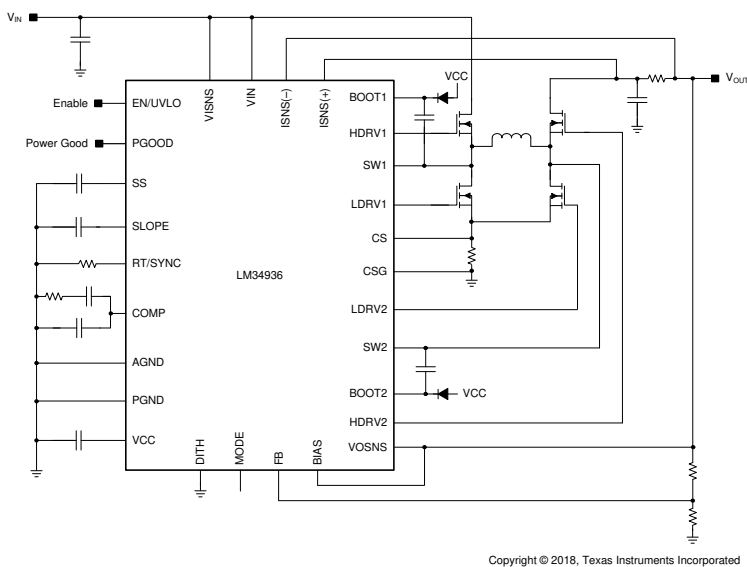 VIN
VOUT
VISNS
VIN
ISNS(–)
ISNS(+)
VCC
Enable
EN/UVLO
BOOT1
Power Good
PGOOD
HDRV1
SS
SW1
SLOPE
LDRV1
RT/SYNC
CS
LM34936
CSG
COMP
LDRV2
AGND
SW2
PGND
BOOT2
VCC
HDRV2
VCC
VOSNS
DITH
MODE
FB
BIAS
Copyright © 2018, Texas Instruments Incorporated